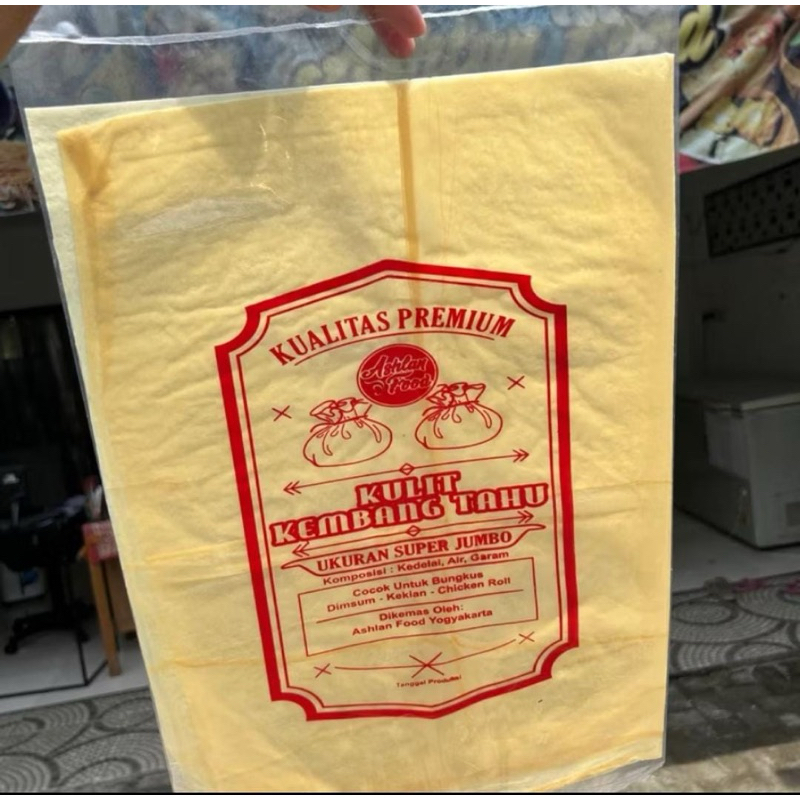 KUALITAS PREMIUM
Ashlan
Food
KULIT
KEMBANG TAHU
UKURAN SUPER JUMBO
Komposisi : Kedelai, Air, Garam
Cocok Untuk Bungkus
Dimsum - Kekian - Chicken Roll
Dikemas Oleh:
Ashlan Food Yogyakarta
Tanggal Produksi